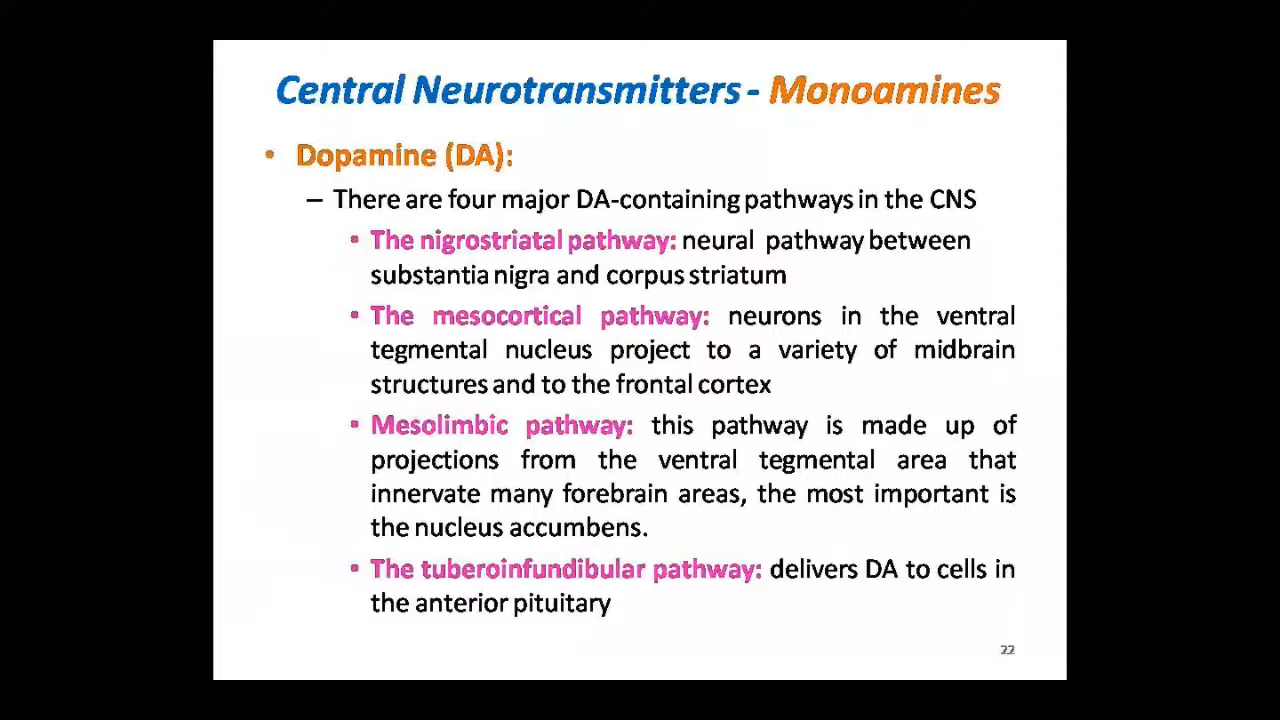 Central Neurotransmitters - Monoamines
• Dopamine (DA):
– There are four major DA-containing pathways in the CNS
• The nigrostriatal pathway: neural pathway between
substantia nigra and corpus striatum
• The mesocortical pathway: neurons in the ventral
tegmental nucleus project to a variety of midbrain
structures and to the frontal cortex
• Mesolimbic pathway: this pathway is made up of
projections from the ventral tegmental area that
innervate many forebrain areas, the most important is
the nucleus accumbens.
• The tuberoinfundibular pathway: delivers DA to cells in
the anterior pituitary
22